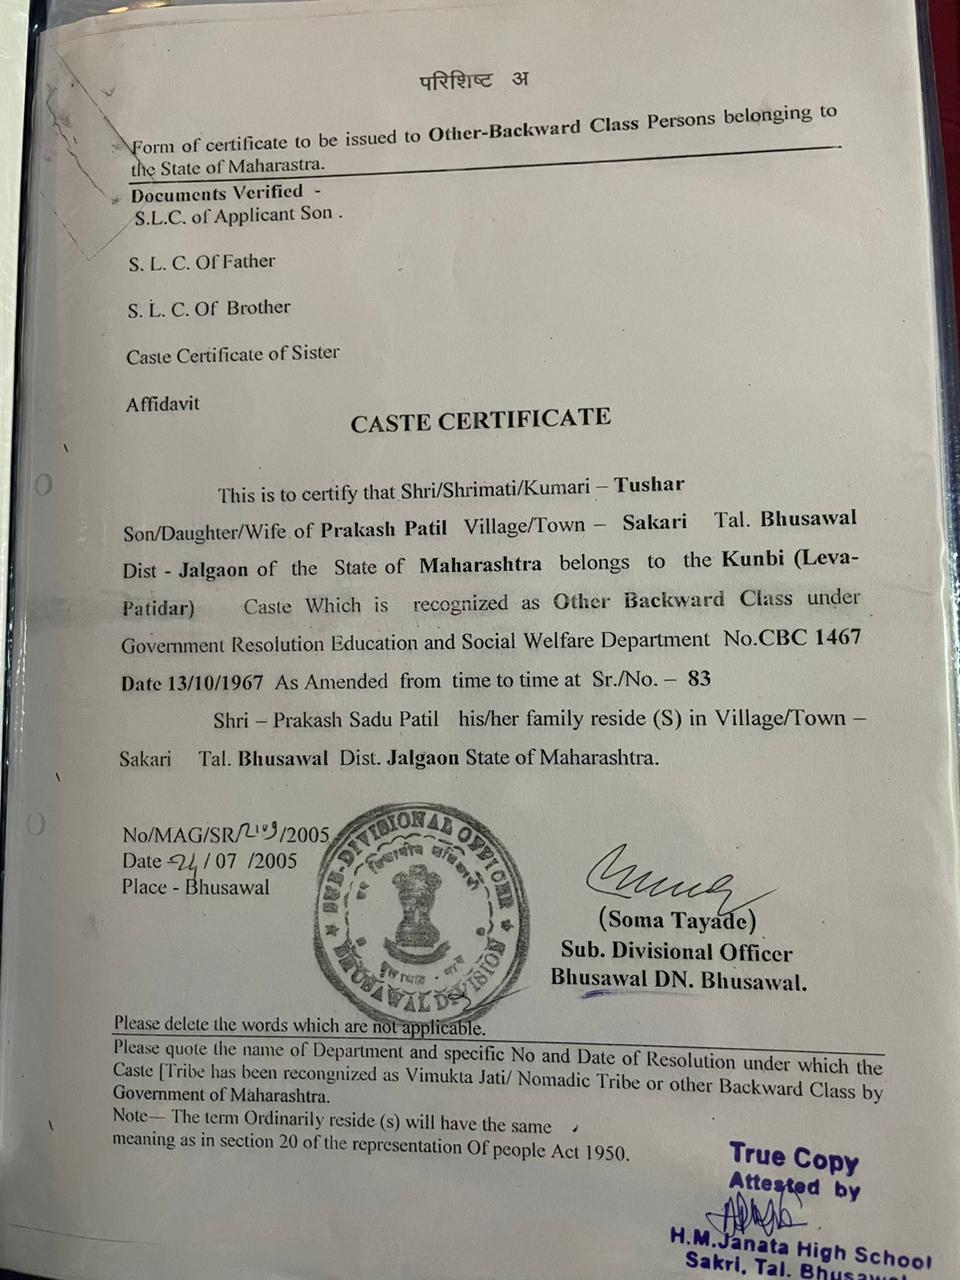 परिशिष्ट अ
Form of certificate to be issued to Other-Backward Class Persons belonging to
the State of Maharastra.
Documents Verified -
S.L.C. of Applicant Son .
S. L. C. Of Father
S. L. C. Of Brother
Caste Certificate of Sister
Affidavit
CASTE CERTIFICATE
This is to certify that Shri/Shrimati/Kumari – Tushar
Son/Daughter/Wife of Prakash Patil Village/Town – Sakari Tal. Bhusawal
Dist - Jalgaon of the State of Maharashtra belongs to the Kunbi (Leva-
Patidar) Caste Which is recognized as Other Backward Class under
Government Resolution Education and Social Welfare Department No.CBC 1467
Date 13/10/1967 As Amended from time to time at Sr./No. – 83
Shri – Prakash Sadu Patil his/her family reside (S) in Village/Town –
Sakari Tal. Bhusawal Dist. Jalgaon State of Maharashtra.
No/MAG/SR/ /2005
Date 24/ 07 /2005
Place - Bhusawal
SUB-DIVISIONAL OFFICER
BHUSAWAL DIVISION
(Soma Tayade)
Sub. Divisional Officer
Bhusawal DN. Bhusawal.
Please delete the words which are not applicable.
Please quote the name of Department and specific No and Date of Resolution under which the
Caste [Tribe has been recongnized as Vimukta Jati/ Nomadic Tribe or other Backward Class by
Government of Maharashtra.
Note— The term Ordinarily reside (s) will have the same
meaning as in section 20 of the representation Of people Act 1950.
True Copy
Attested by
H.M.Janata High School
Sakri, Tal.